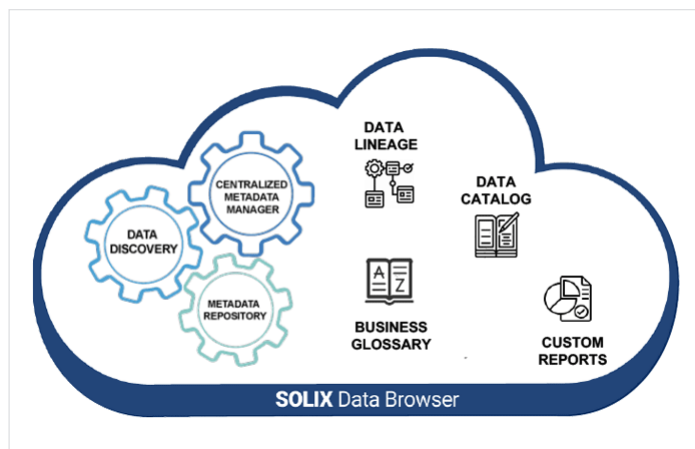 DATA
LINEAGE
CENTRALIZED
METADATA
MANAGER
DATA
CATALOG
DATA
DISCOVERY
A
Z
METADATA
REPOSITORY
BUSINESS
GLOSSARY
CUSTOM
REPORTS
SOLIX Data Browser